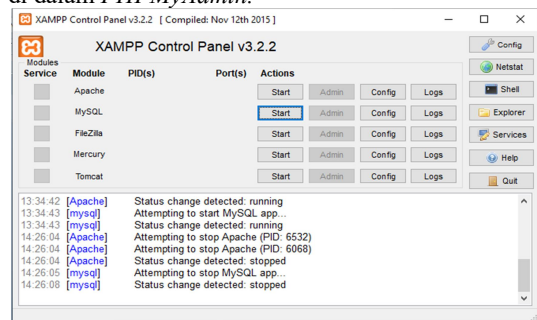 di dalam PHP MyAdmin.
XAMPP Control Panel v3.2.2 [ Compiled: Nov 12th 2015 ]
XAMPP Control Panel v3.2.2
Config
Modules
Service Module PID(s) Port(s) Actions
Netstat
Apache Start Admin Config Logs
Shell
MySQL Start Admin Config Logs
Explorer
FileZilla Start Admin Config Logs
Services
Mercury Start Admin Config Logs
Help
Tomcat Start Admin Config Logs
Quit
13:34:42 [Apache] Status change detected: running
13:34:43 [mysql] Attempting to start MySQL app...
13:34:43 [mysql] Status change detected: running
14:26:04 [Apache] Attempting to stop Apache (PID: 6532)
14:26:04 [Apache] Attempting to stop Apache (PID: 6068)
14:26:04 [Apache] Status change detected: stopped
14:26:05 [mysql] Attempting to stop MySQL app...
14:26:08 [mysql] Status change detected: stopped